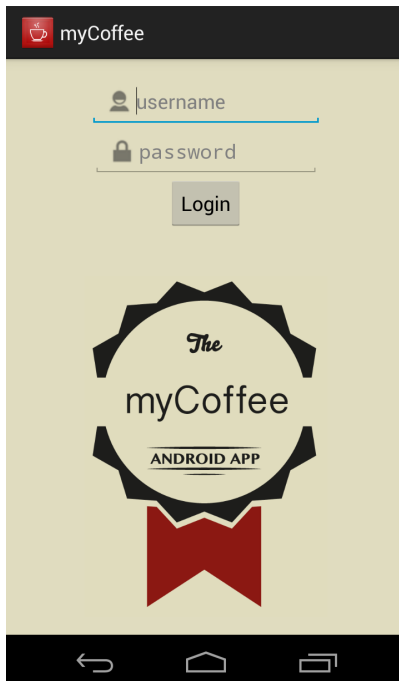 myCoffee
username
password
Login
The
myCoffee
ANDROID APP